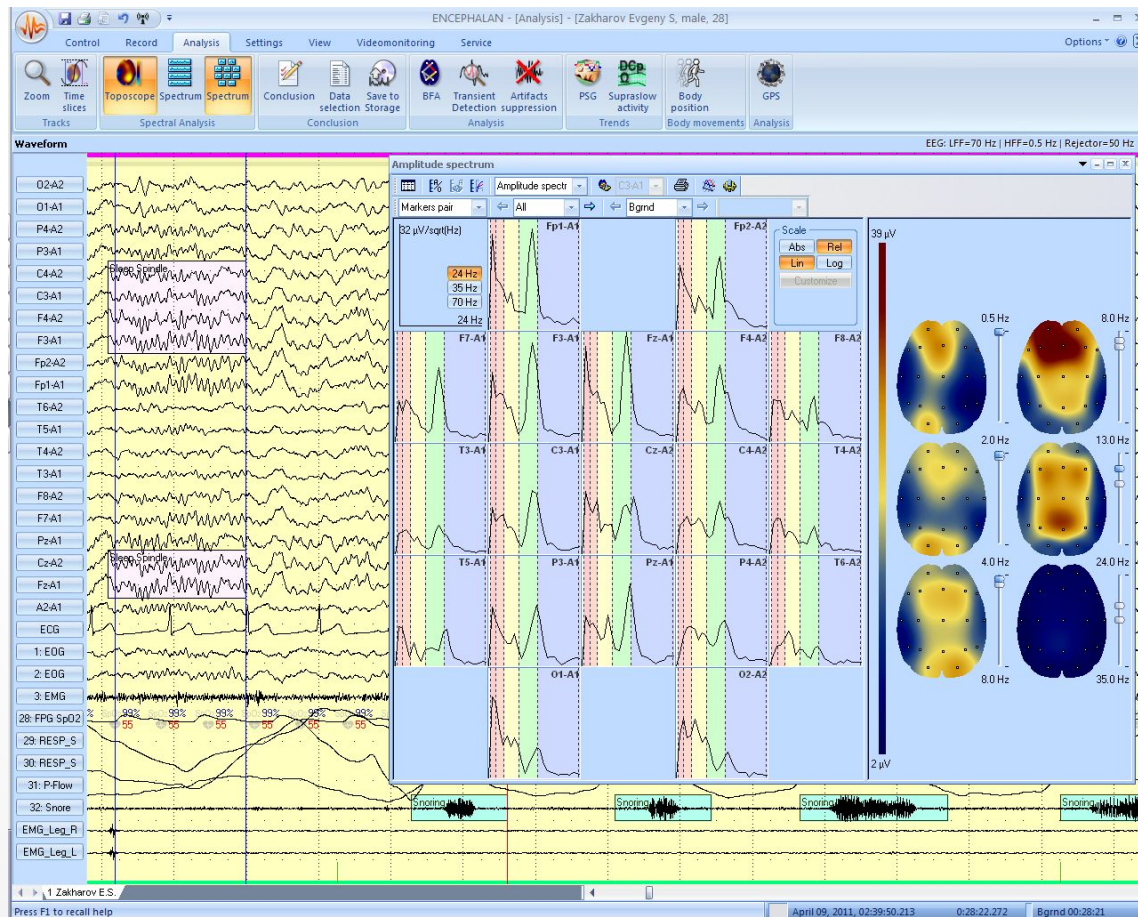 ENCEPHALAN - [Analysis] - [Zakharov Evgeny S, male, 28]
Control Record Analysis Settings View Videomonitoring Service Options
Zoom Time slices Toposcope Spectrum Spectrum Conclusion Data selection Save to Storage BFA Transient Detection Artifacts suppression PSG Supraslow activity Body position GPS
Tracks Spectral Analysis Conclusion Analysis Trends Body movements Analysis
Waveform EEG: LFF=70 Hz | HFF=0.5 Hz | Rejector=50 Hz
Amplitude spectrum
Amplitude spectr C3-A1
Markers pair All Bgrnd
32 µV/sqrt(Hz)
24 Hz
35 Hz
70 Hz
24 Hz
Fp1-A1 Fp2-A2
Scale
Abs Rel
Lin Log
Customize
F7-A1 F3-A1 Fz-A1 F4-A2 F8-A2
T3-A1 C3-A1 Cz-A2 C4-A2 T4-A2
T5-A1 P3-A1 Pz-A1 P4-A2 T6-A2
O1-A1 O2-A2
39 µV
0.5 Hz 8.0 Hz
2.0 Hz 13.0 Hz
4.0 Hz 24.0 Hz
8.0 Hz 35.0 Hz
2 µV
O2-A2
O1-A1
P4-A2
P3-A1
C4-A2
Sleep Spindle
C3-A1
F4-A2
F3-A1
Fp2-A2
Fp1-A1
T6-A2
T5-A1
T4-A2
T3-A1
F8-A2
F7-A1
Pz-A1
Cz-A2
Sleep Spindle
Fz-A1
A2-A1
ECG
1: EOG
2: EOG
3: EMG
28: FPG SpO2
% 99% 99% 99% 99% 99%
55 55 55 55 55
29: RESP_S
30: RESP_S
31: P-Flow
32: Snore
Snoring Snoring Snoring Snoring
EMG_Leg_R
EMG_Leg_L
1 Zakharov E.S.
Press F1 to recall help April 09, 2011, 02:39:50.213 0:28:22.272 Bgrnd 00:28:21